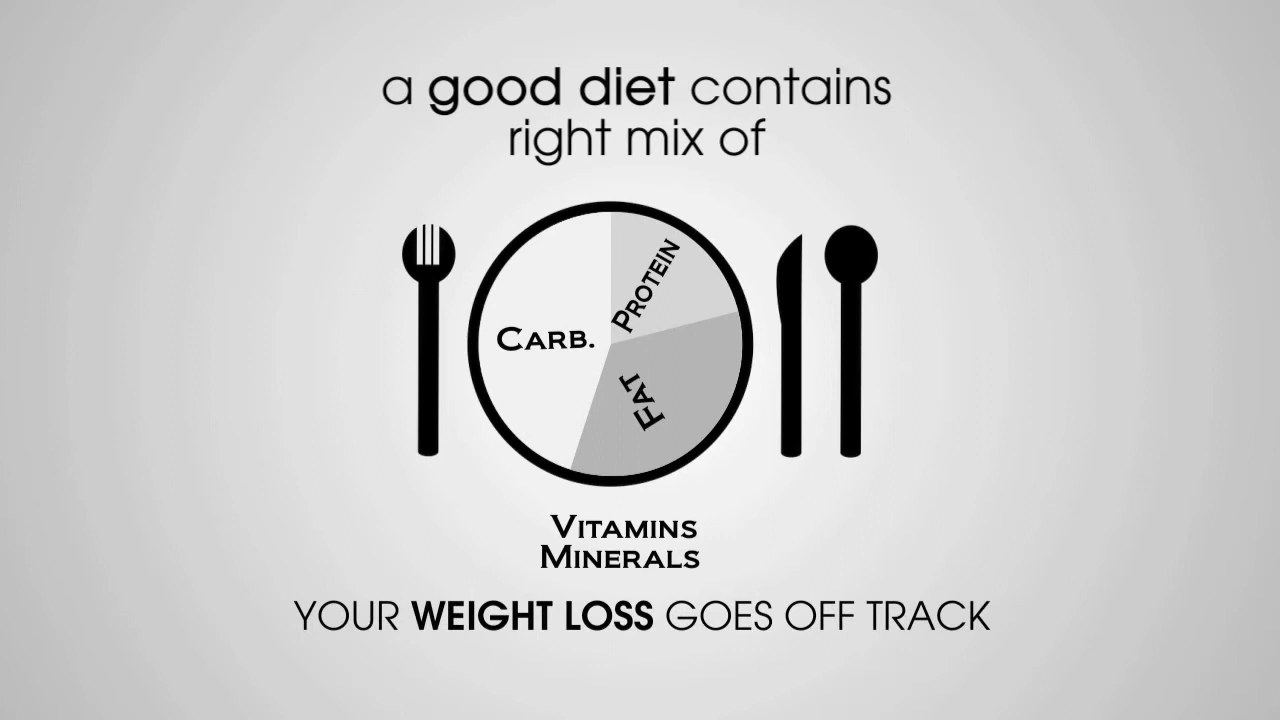 a good diet contains
right mix of
PROTEIN
CARB.
FAT
VITAMINS
MINERALS
YOUR WEIGHT LOSS GOES OFF TRACK